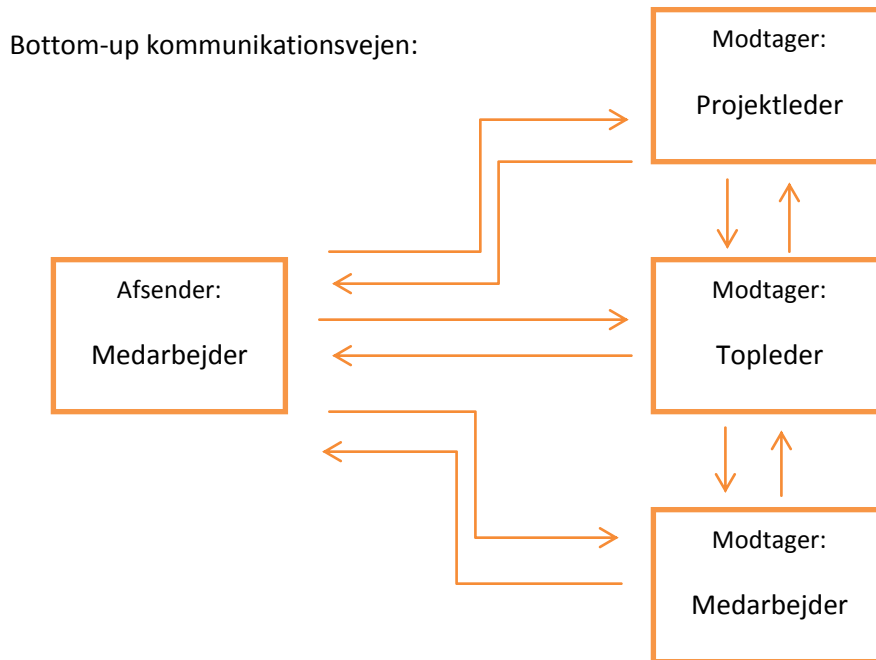 Bottom-up kommunikationsvejen:
Modtager:
Projektleder
Afsender:
Medarbejder
Modtager:
Topleder
Modtager:
Medarbejder